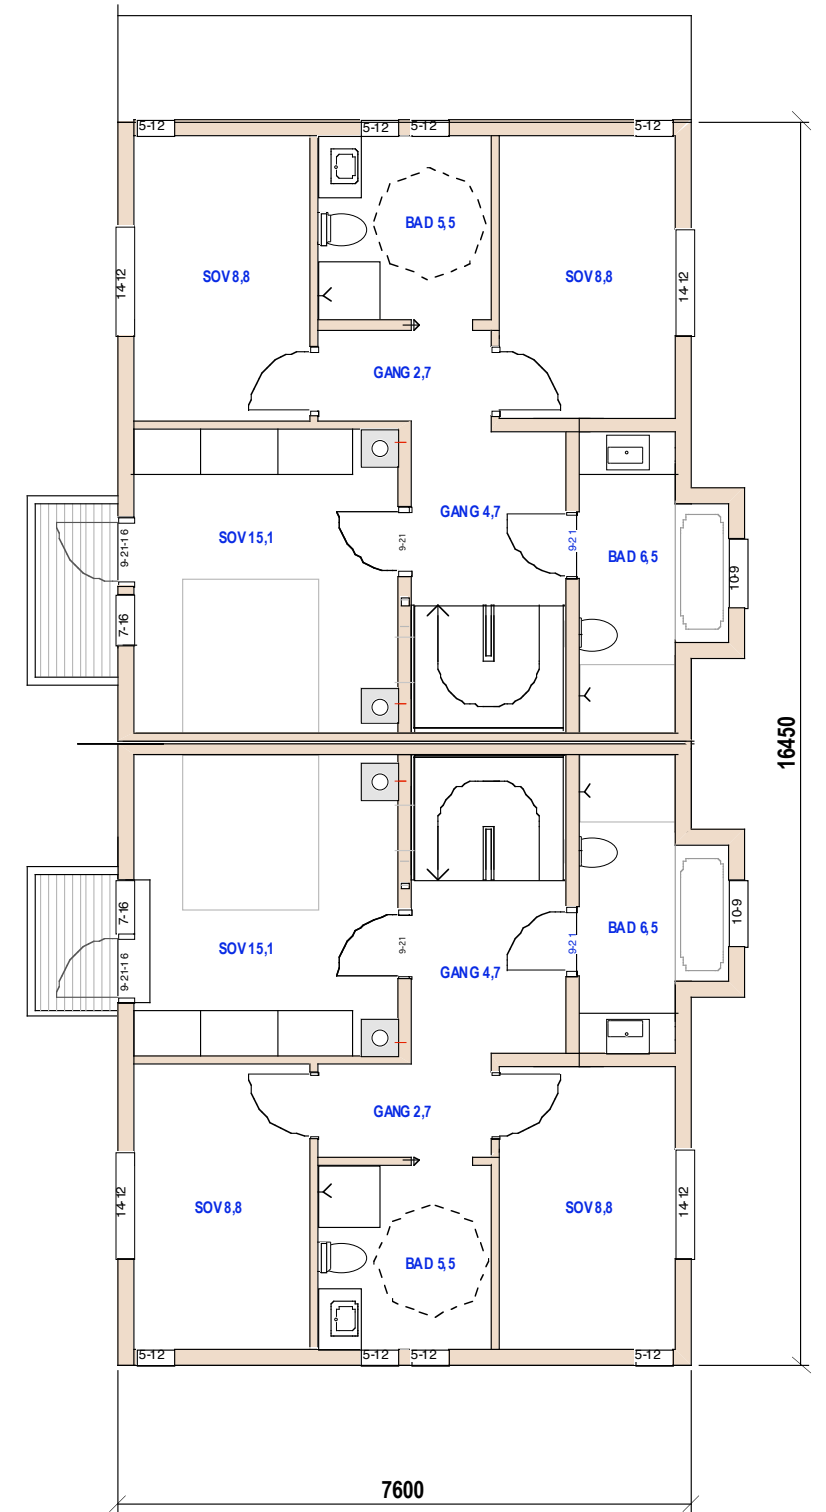 5-12
5-12
5-12
5-12
BAD 5,5
SOV 8,8
SOV 8,8
14-12
14-12
GANG 2,7
GANG 4,7
SOV 15,1
9-21-16
9-21
9-21
BAD 6,5
10-9
7-16
16450
7-16
10-9
BAD 6,5
SOV 15,1
9-21-16
9-21
9-21
GANG 4,7
GANG 2,7
14-12
14-12
SOV 8,8
SOV 8,8
BAD 5,5
5-12
5-12
5-12
5-12
7600